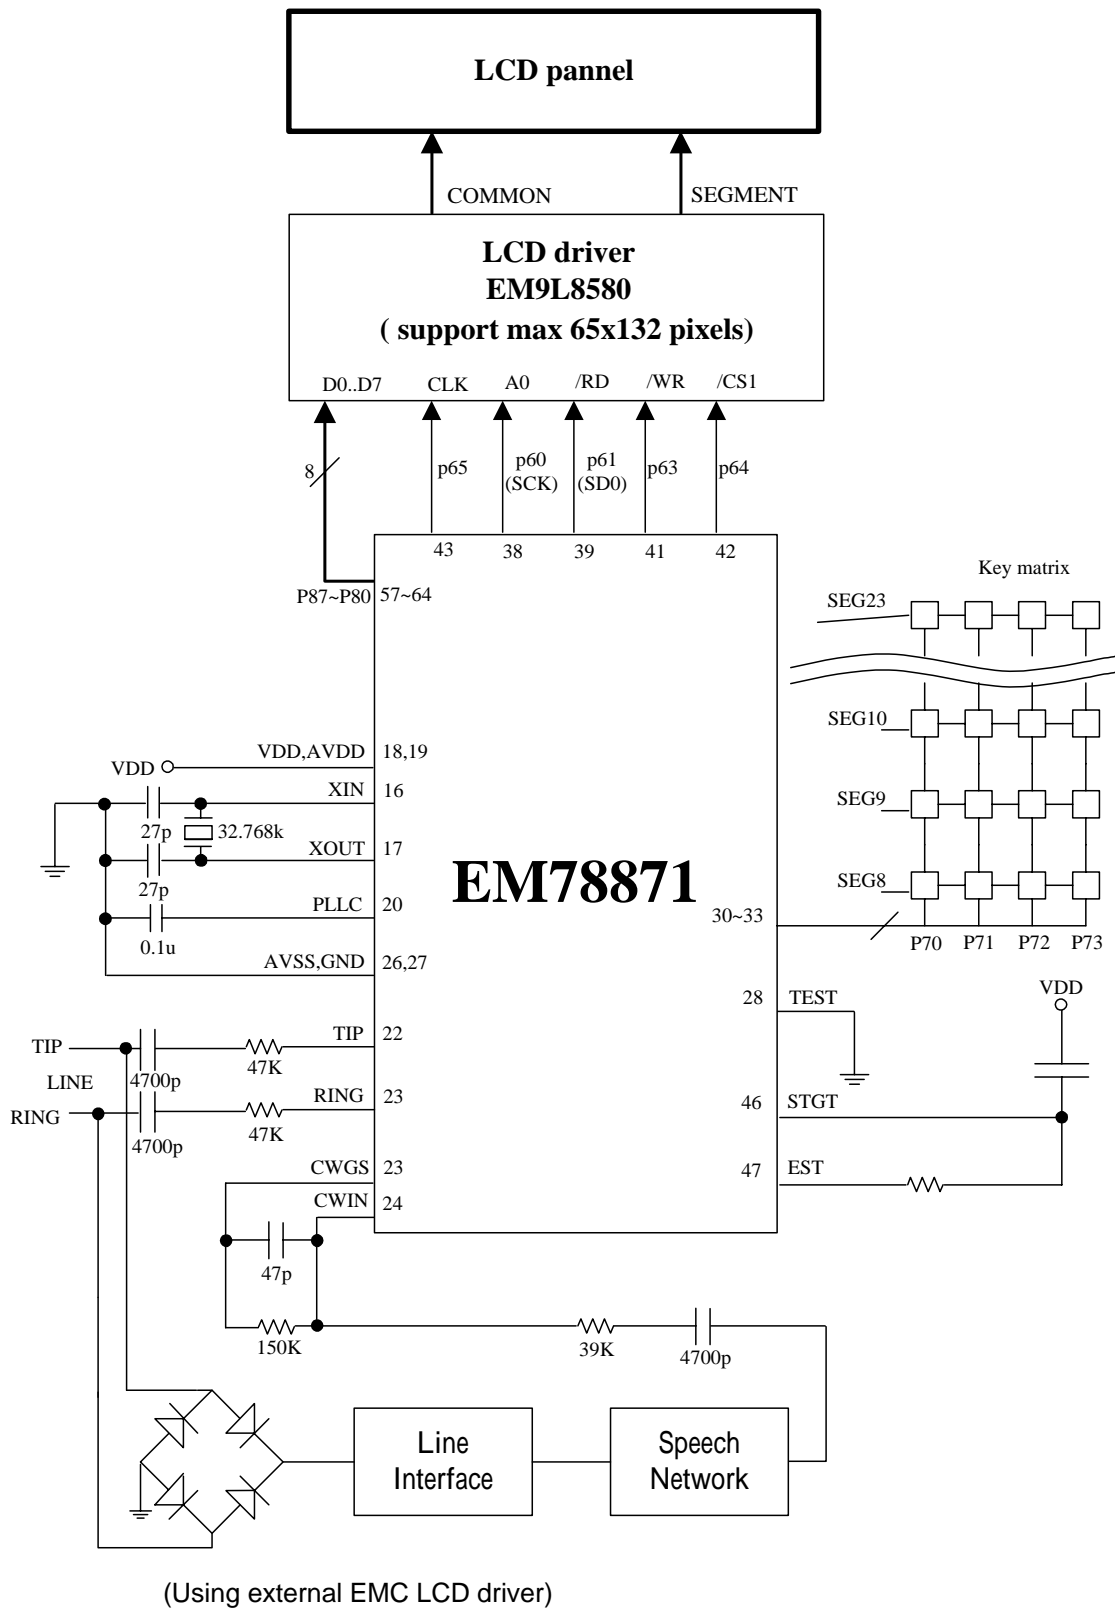 LCD pannel
COMMON
SEGMENT
LCD driver
EM9L8580
( support max 65x132 pixels)
D0..D7
CLK
A0
/RD
/WR
/CS1
8
p65
p60
(SCK)
p61
(SD0)
p63
p64
43
38
39
41
42
P87~P80
57~64
Key matrix
SEG23
SEG10
SEG9
SEG8
30~33
P70
P71
P72
P73
VDD
VDD,AVDD
18,19
XIN
16
27p
32.768k
XOUT
17
27p
PLLC
20
0.1u
AVSS,GND
26,27
EM78871
28
TEST
VDD
TIP
4700p
47K
TIP
22
LINE
RING
4700p
47K
RING
23
46
STGT
47
EST
CWGS
23
CWIN
24
47p
150K
39K
4700p
Line
Interface
Speech
Network
(Using external EMC LCD driver)